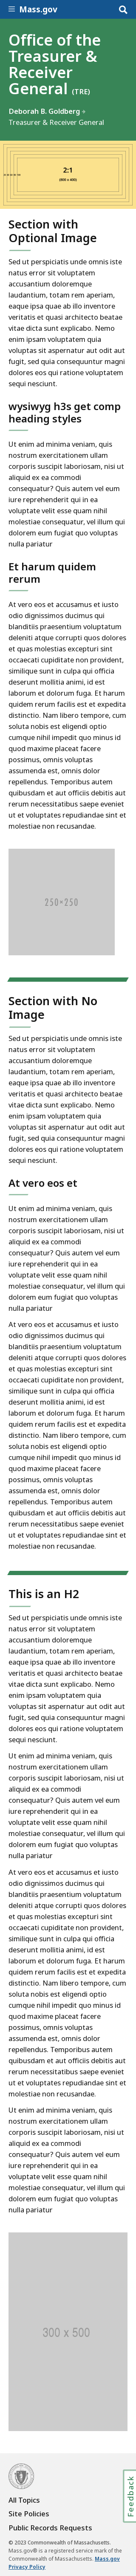 Mass.gov
Office of the
Treasurer &
Receiver
General (TRE)
Deborah B. Goldberg »
Treasurer & Receiver General
2:1
(800 x 400)
Section with
Optional Image
Sed ut perspiciatis unde omnis iste
natus error sit voluptatem
accusantium doloremque
laudantium, totam rem aperiam,
eaque ipsa quae ab illo inventore
veritatis et quasi architecto beatae
vitae dicta sunt explicabo. Nemo
enim ipsam voluptatem quia
voluptas sit aspernatur aut odit aut
fugit, sed quia consequuntur magni
dolores eos qui ratione voluptatem
sequi nesciunt.
wysiwyg h3s get comp
heading styles
Ut enim ad minima veniam, quis
nostrum exercitationem ullam
corporis suscipit laboriosam, nisi ut
aliquid ex ea commodi
consequatur? Quis autem vel eum
iure reprehenderit qui in ea
voluptate velit esse quam nihil
molestiae consequatur, vel illum qui
dolorem eum fugiat quo voluptas
nulla pariatur
Et harum quidem
rerum
At vero eos et accusamus et iusto
odio dignissimos ducimus qui
blanditiis praesentium voluptatum
deleniti atque corrupti quos dolores
et quas molestias excepturi sint
occaecati cupiditate non provident,
similique sunt in culpa qui officia
deserunt mollitia animi, id est
laborum et dolorum fuga. Et harum
quidem rerum facilis est et expedita
distinctio. Nam libero tempore, cum
soluta nobis est eligendi optio
cumque nihil impedit quo minus id
quod maxime placeat facere
possimus, omnis voluptas
assumenda est, omnis dolor
repellendus. Temporibus autem
quibusdam et aut officiis debitis aut
rerum necessitatibus saepe eveniet
ut et voluptates repudiandae sint et
molestiae non recusandae.
250×250
Section with No
Image
Sed ut perspiciatis unde omnis iste
natus error sit voluptatem
accusantium doloremque
laudantium, totam rem aperiam,
eaque ipsa quae ab illo inventore
veritatis et quasi architecto beatae
vitae dicta sunt explicabo. Nemo
enim ipsam voluptatem quia
voluptas sit aspernatur aut odit aut
fugit, sed quia consequuntur magni
dolores eos qui ratione voluptatem
sequi nesciunt.
At vero eos et
Ut enim ad minima veniam, quis
nostrum exercitationem ullam
corporis suscipit laboriosam, nisi ut
aliquid ex ea commodi
consequatur? Quis autem vel eum
iure reprehenderit qui in ea
voluptate velit esse quam nihil
molestiae consequatur, vel illum qui
dolorem eum fugiat quo voluptas
nulla pariatur
At vero eos et accusamus et iusto
odio dignissimos ducimus qui
blanditiis praesentium voluptatum
deleniti atque corrupti quos dolores
et quas molestias excepturi sint
occaecati cupiditate non provident,
similique sunt in culpa qui officia
deserunt mollitia animi, id est
laborum et dolorum fuga. Et harum
quidem rerum facilis est et expedita
distinctio. Nam libero tempore, cum
soluta nobis est eligendi optio
cumque nihil impedit quo minus id
quod maxime placeat facere
possimus, omnis voluptas
assumenda est, omnis dolor
repellendus. Temporibus autem
quibusdam et aut officiis debitis aut
rerum necessitatibus saepe eveniet
ut et voluptates repudiandae sint et
molestiae non recusandae.
This is an H2
Sed ut perspiciatis unde omnis iste
natus error sit voluptatem
accusantium doloremque
laudantium, totam rem aperiam,
eaque ipsa quae ab illo inventore
veritatis et quasi architecto beatae
vitae dicta sunt explicabo. Nemo
enim ipsam voluptatem quia
voluptas sit aspernatur aut odit aut
fugit, sed quia consequuntur magni
dolores eos qui ratione voluptatem
sequi nesciunt.
Ut enim ad minima veniam, quis
nostrum exercitationem ullam
corporis suscipit laboriosam, nisi ut
aliquid ex ea commodi
consequatur? Quis autem vel eum
iure reprehenderit qui in ea
voluptate velit esse quam nihil
molestiae consequatur, vel illum qui
dolorem eum fugiat quo voluptas
nulla pariatur
At vero eos et accusamus et iusto
odio dignissimos ducimus qui
blanditiis praesentium voluptatum
deleniti atque corrupti quos dolores
et quas molestias excepturi sint
occaecati cupiditate non provident,
similique sunt in culpa qui officia
deserunt mollitia animi, id est
laborum et dolorum fuga. Et harum
quidem rerum facilis est et expedita
distinctio. Nam libero tempore, cum
soluta nobis est eligendi optio
cumque nihil impedit quo minus id
quod maxime placeat facere
possimus, omnis voluptas
assumenda est, omnis dolor
repellendus. Temporibus autem
quibusdam et aut officiis debitis aut
rerum necessitatibus saepe eveniet
ut et voluptates repudiandae sint et
molestiae non recusandae.
Ut enim ad minima veniam, quis
nostrum exercitationem ullam
corporis suscipit laboriosam, nisi ut
aliquid ex ea commodi
consequatur? Quis autem vel eum
iure reprehenderit qui in ea
voluptate velit esse quam nihil
molestiae consequatur, vel illum qui
dolorem eum fugiat quo voluptas
nulla pariatur
300 x 500
Feedback
All Topics
Site Policies
Public Records Requests
© 2023 Commonwealth of Massachusetts.
Mass.gov® is a registered service mark of the
Commonwealth of Massachusetts. Mass.gov
Privacy Policy